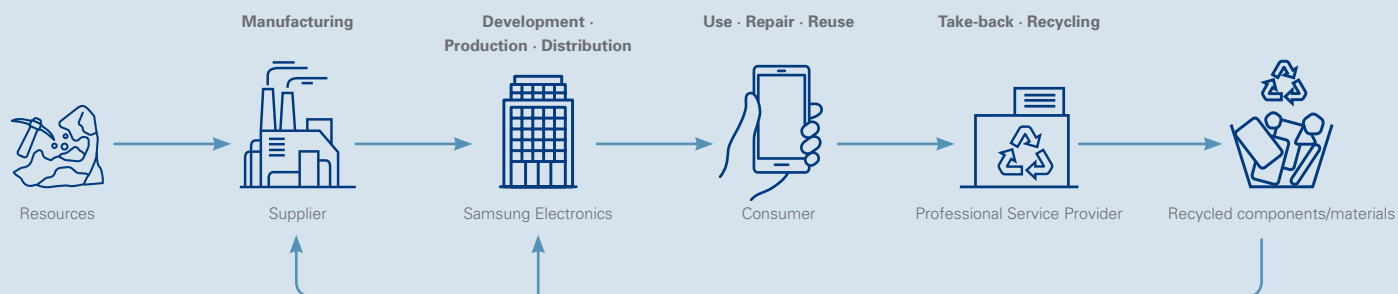 Manufacturing
Development ·
Production · Distribution
Use · Repair · Reuse
Take-back · Recycling
Resources
Supplier
Samsung Electronics
Consumer
Professional Service Provider
Recycled components/materials